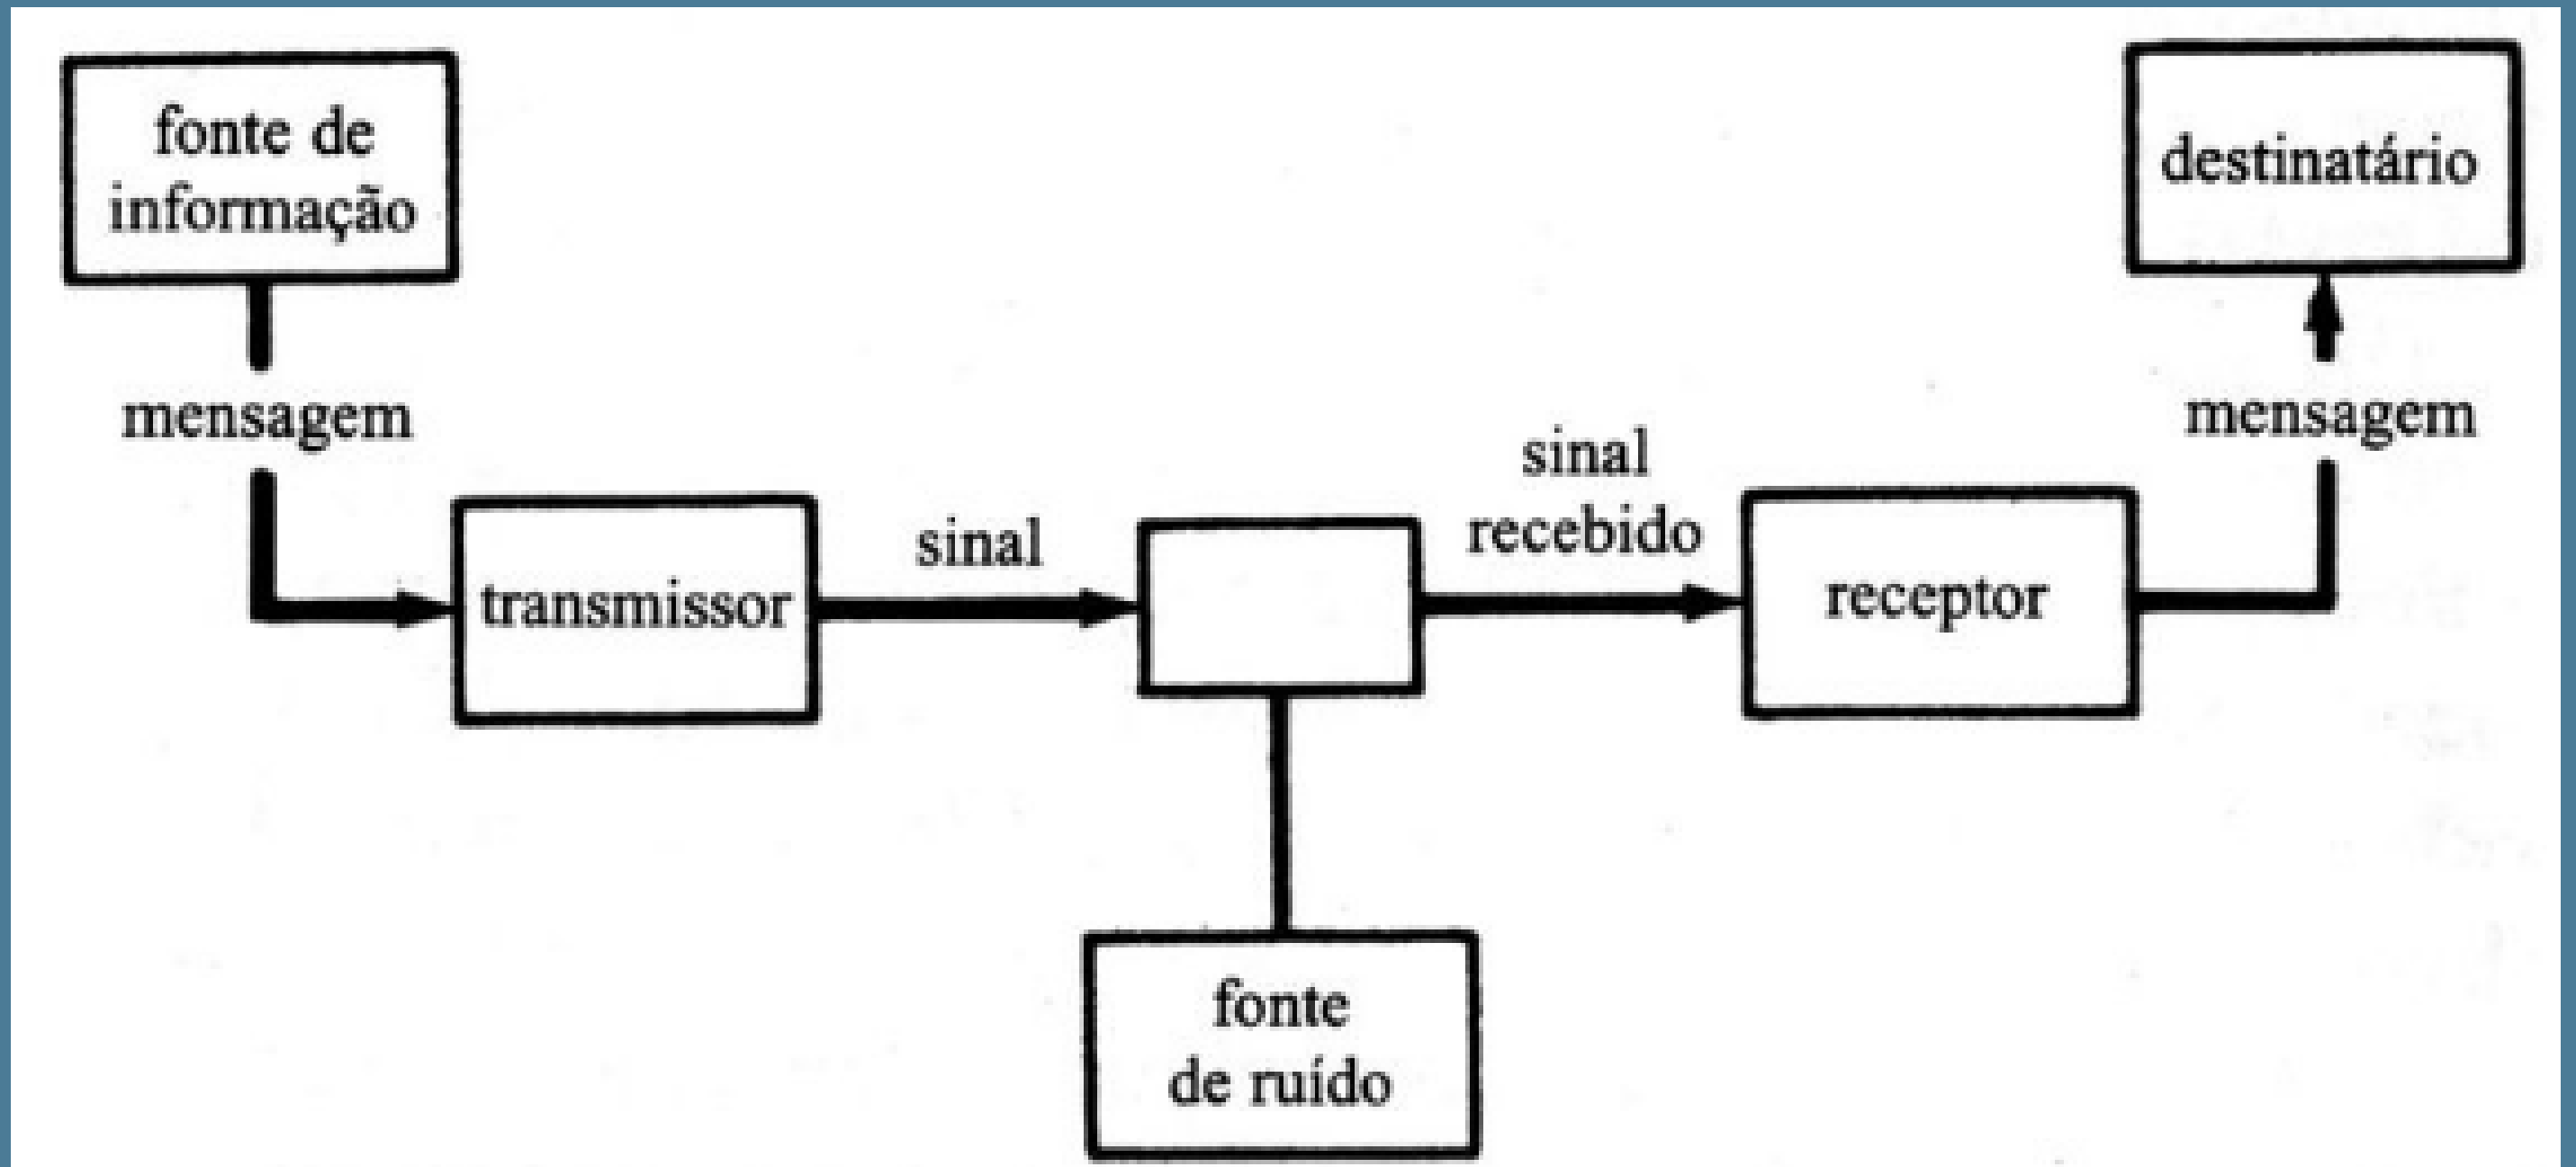 fonte de
informação
mensagem
transmissor
sinal
sinal
recebido
receptor
mensagem
destinatário
fonte
de ruído